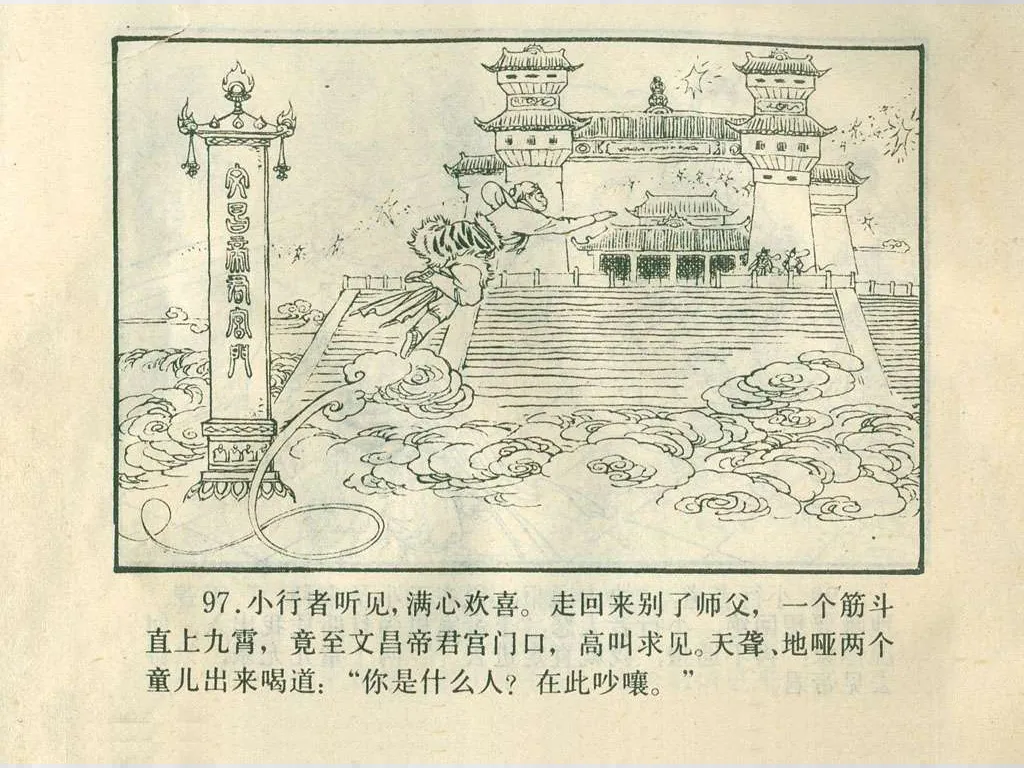 文昌帝君宫门
97.小行者听见,满心欢喜。走回来别了师父,一个筋斗
直上九霄,竟至文昌帝君宫门口,高叫求见。天聋、地哑两个
童儿出来喝道:“你是什么人?在此吵嚷。”